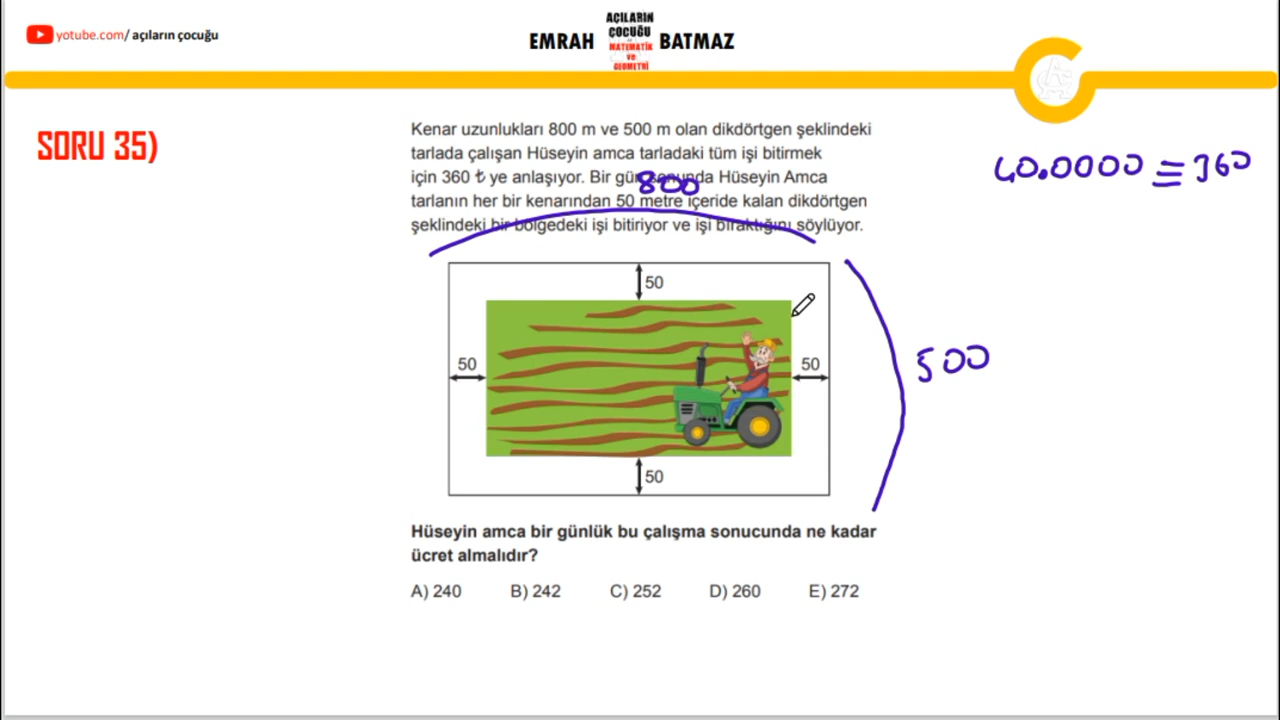 yotube.com/ açıların çocuğu
EMRAH
AÇILARIN
ÇOCUĞU
MATEMATİK
ve
GEOMETRİ
BATMAZ
SORU 35)
Kenar uzunlukları 800 m ve 500 m olan dikdörtgen şeklindeki
tarlada çalışan Hüseyin amca tarladaki tüm işi bitirmek
için 360 ₺ ye anlaşıyor. Bir gün sonunda Hüseyin Amca
tarlanın her bir kenarından 50 metre içeride kalan dikdörtgen
şeklindeki bir bölgedeki işi bitiriyor ve işi bıraktığını söylüyor.
40.0000 ≡ 360
800
50
50
50
500
50
Hüseyin amca bir günlük bu çalışma sonucunda ne kadar
ücret almalıdır?
A) 240 B) 242 C) 252 D) 260 E) 272